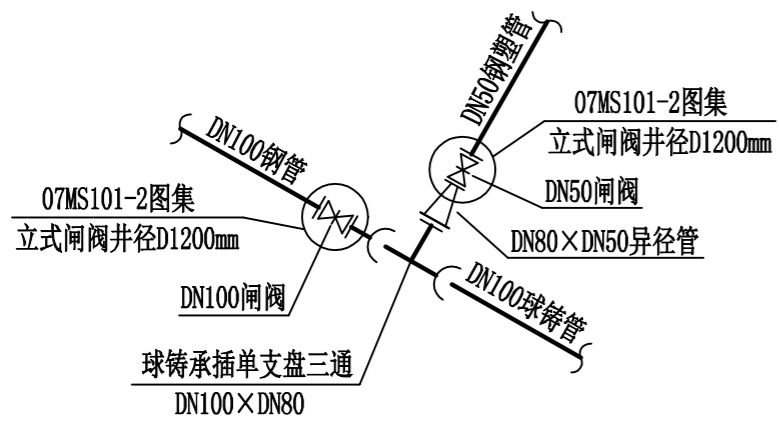 DN50钢塑管
07MS101-2图集
立式闸阀井径D1200mm
DN100钢管
DN50闸阀
07MS101-2图集
立式闸阀井径D1200mm
DN80×DN50异径管
DN100闸阀
DN100球铸管
球铸承插单支盘三通
DN100×DN80